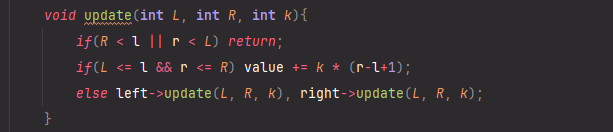 void update(int L, int R, int k){
if(R < l || r < L) return;
if(L <= l && r <= R) value += k * (r-l+1);
else left->update(L, R, k), right->update(L, R, k);
}